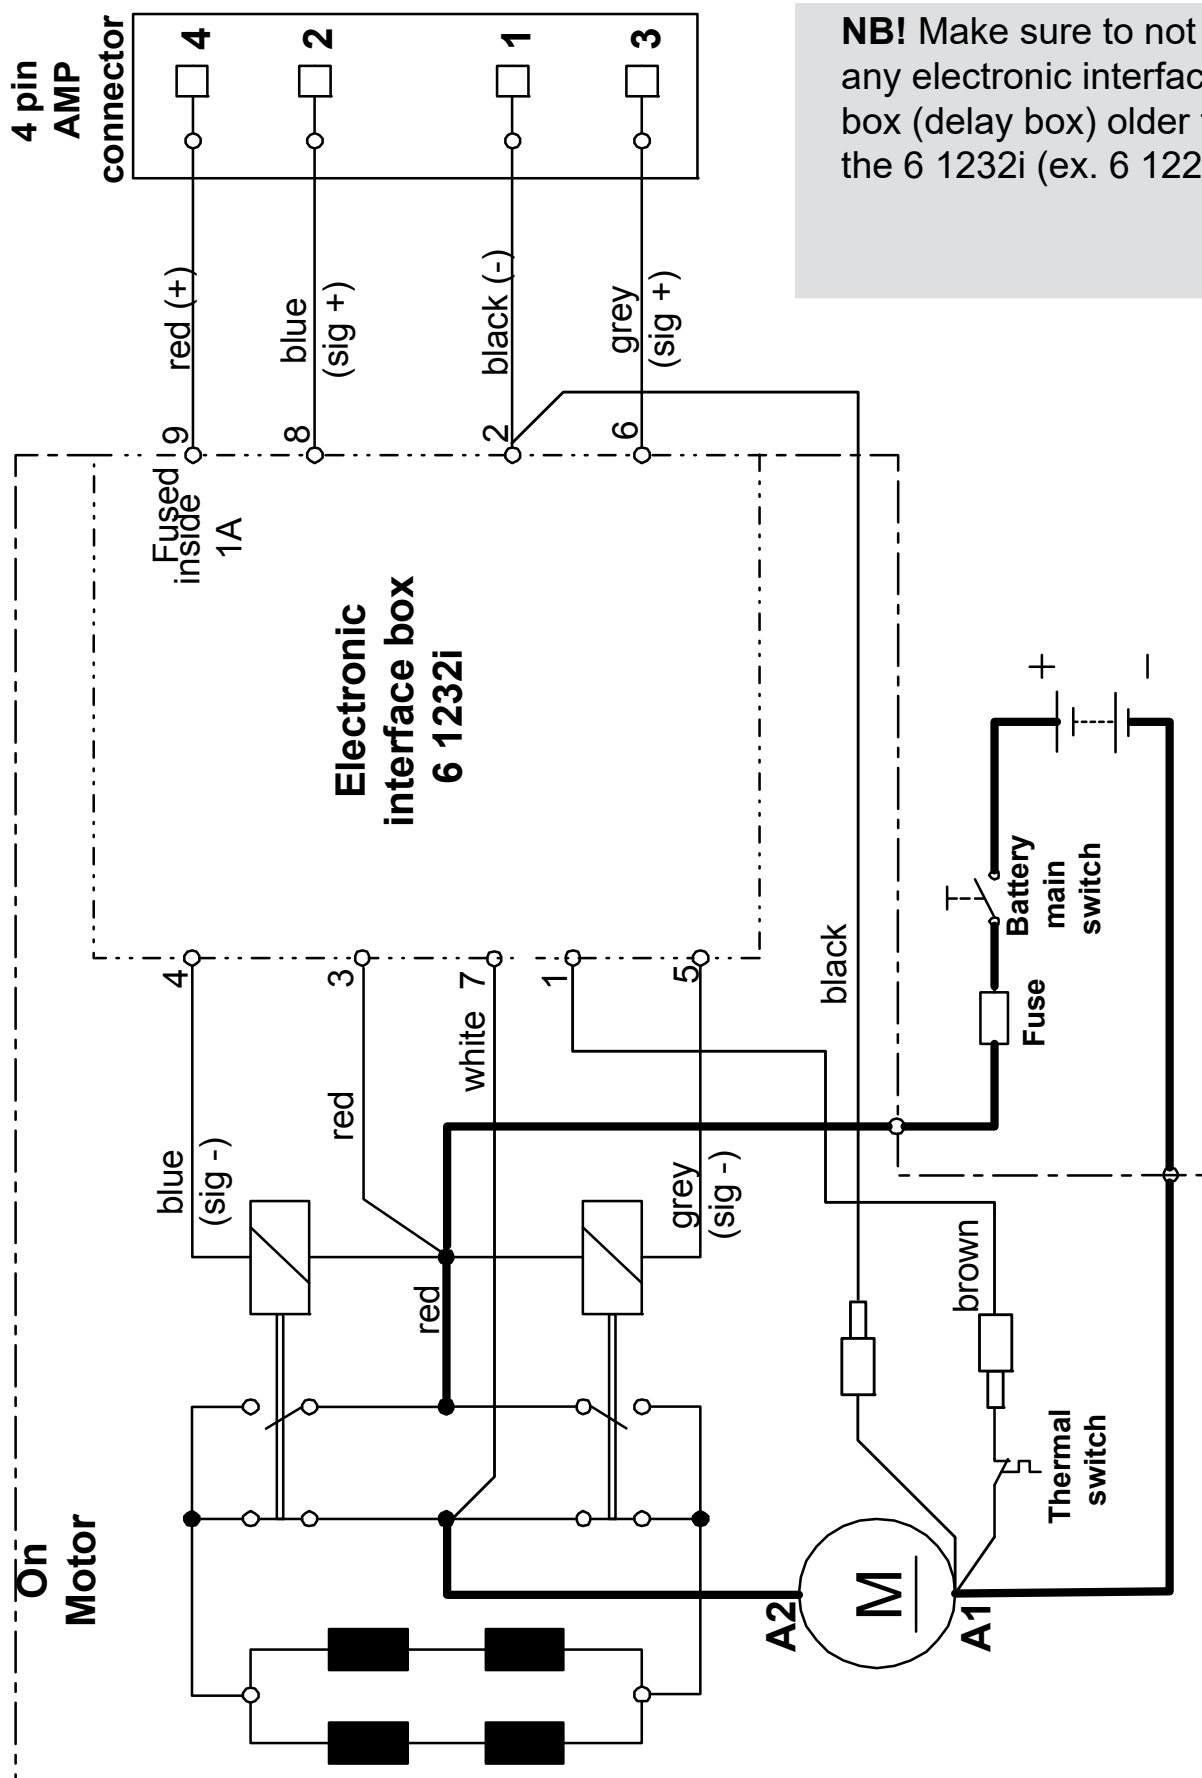 4 pin
AMP
connector
4
2
1
3
NB! Make sure to not
any electronic interfac
box (delay box) older
the 6 1232i (ex. 6 122
red (+)
blue
(sig +)
black (-)
grey
(sig +)
9
8
2
6
Fused
inside
1A
Electronic
interface box
6 1232i
+
-
Battery
main
switch
Fuse
black
4
3
7
1
5
white
red
blue
(sig -)
grey
(sig -)
red
brown
Thermal
switch
On
Motor
M
A2
A1